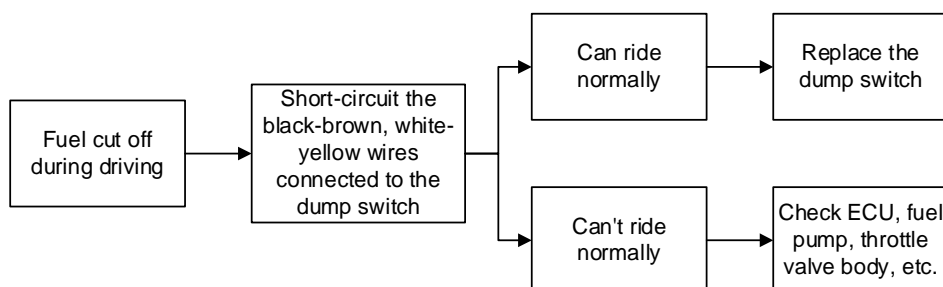 Fuel cut off
during driving
Short-circuit the
black-brown, white-
yellow wires
connected to the
dump switch
Can ride
normally
Replace the
dump switch
Can't ride
normally
Check ECU, fuel
pump, throttle
valve body, etc.